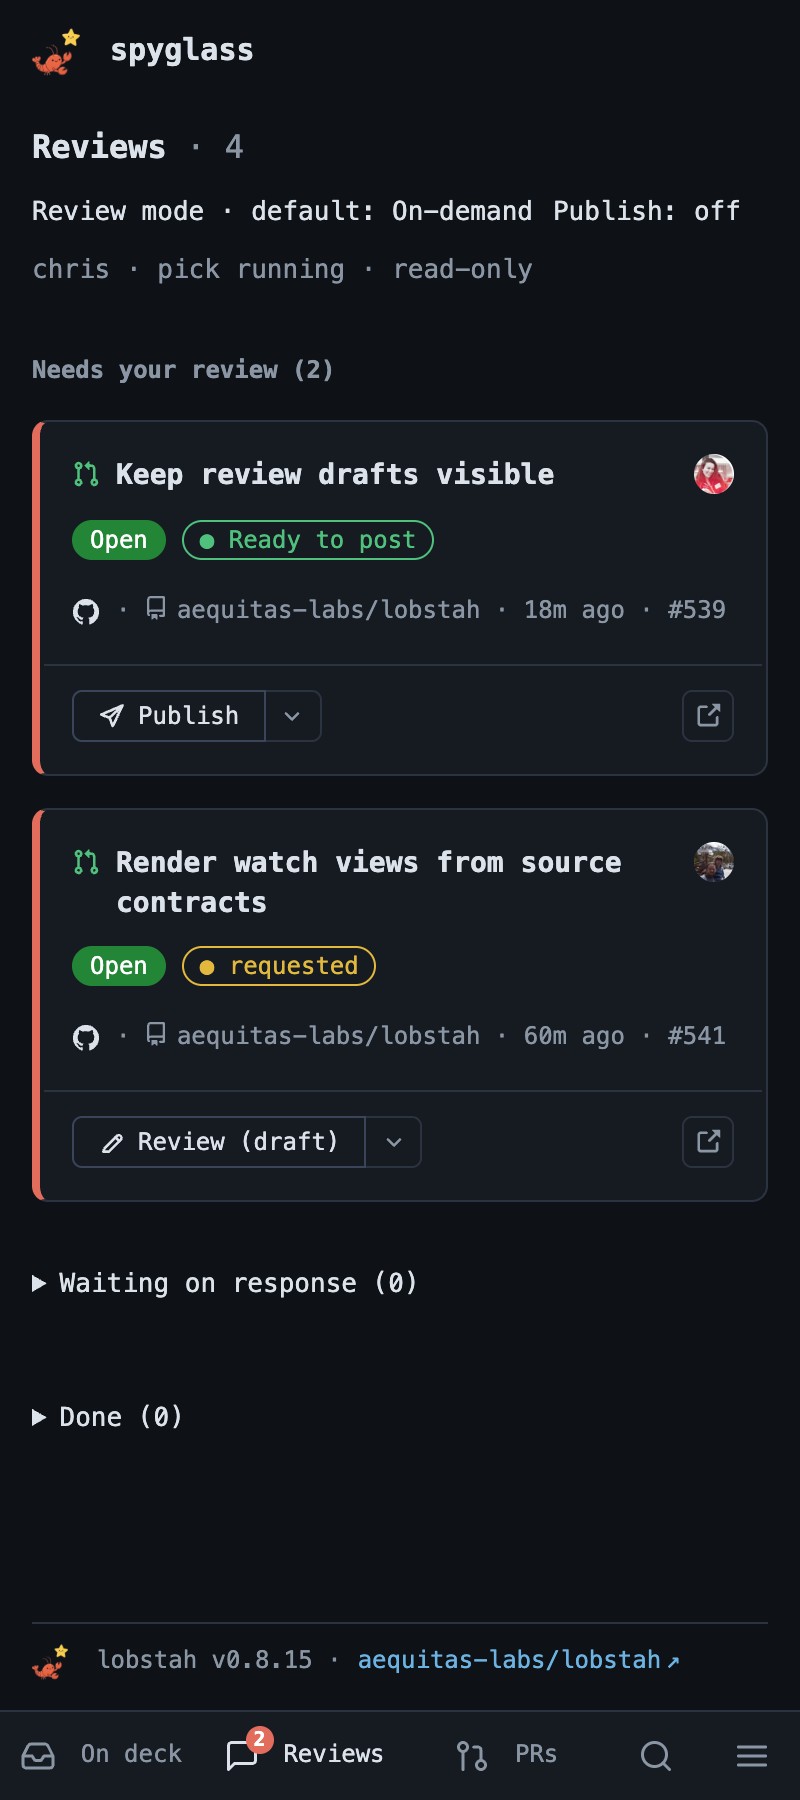 spyglass
Reviews · 4
Review mode · default: On-demand Publish: off
chris · pick running · read-only
Needs your review (2)
Keep review drafts visible
Open ● Ready to post
· aequitas-labs/lobstah · 18m ago · #539
Publish
Render watch views from source
contracts
Open ● requested
· aequitas-labs/lobstah · 60m ago · #541
Review (draft)
▶ Waiting on response (0)
▶ Done (0)
lobstah v0.8.15 · aequitas-labs/lobstah↗
On deck 2 Reviews PRs